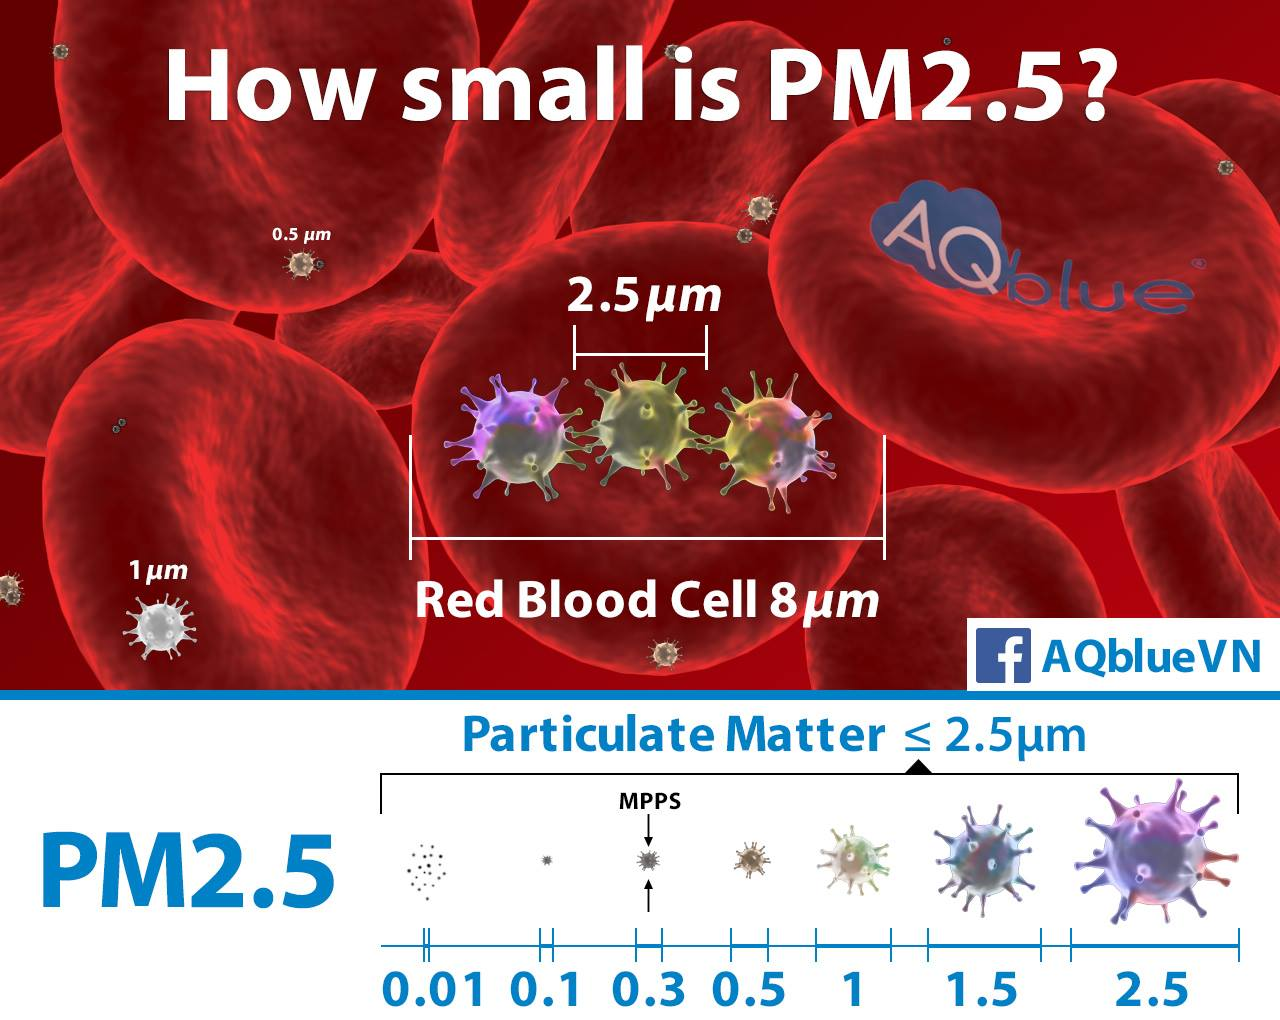 How small is PM2.5?
AQblue
0.5 µm
2.5 µm
1 µm
Red Blood Cell 8 µm
f AQblueVN
Particulate Matter ≤ 2.5µm
MPPS
PM2.5
0.01 0.1 0.3 0.5 1 1.5 2.5